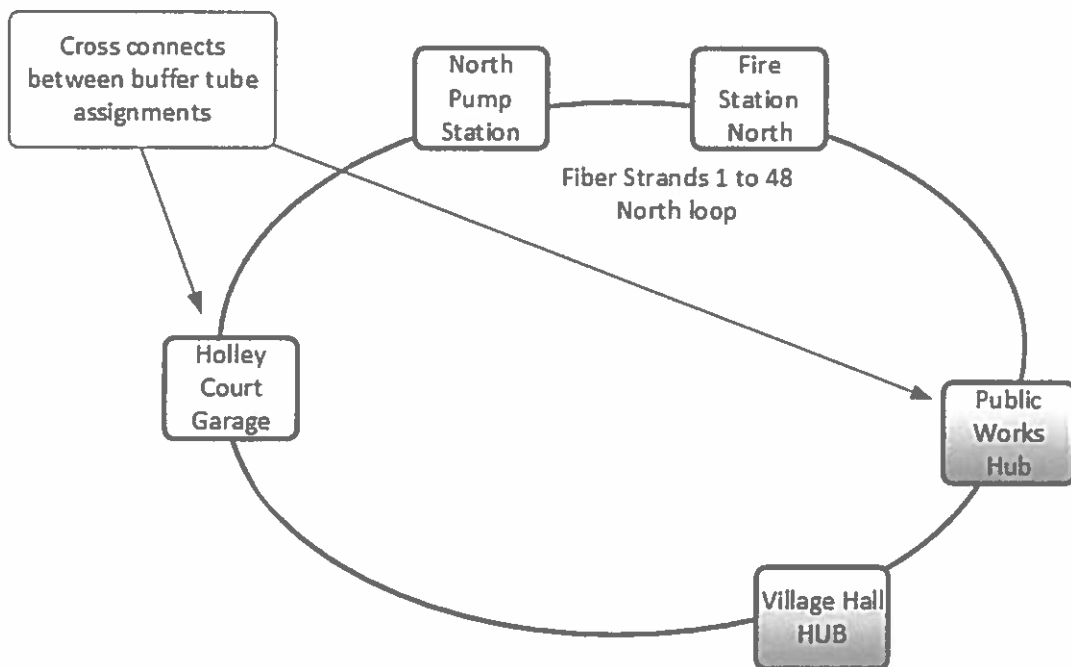 Cross connects
between buffer tube
assignments
North
Pump
Station
Fire
Station
North
Fiber Strands 1 to 48
North loop
Holley
Court
Garage
Public
Works
Hub
Village Hall
HUB